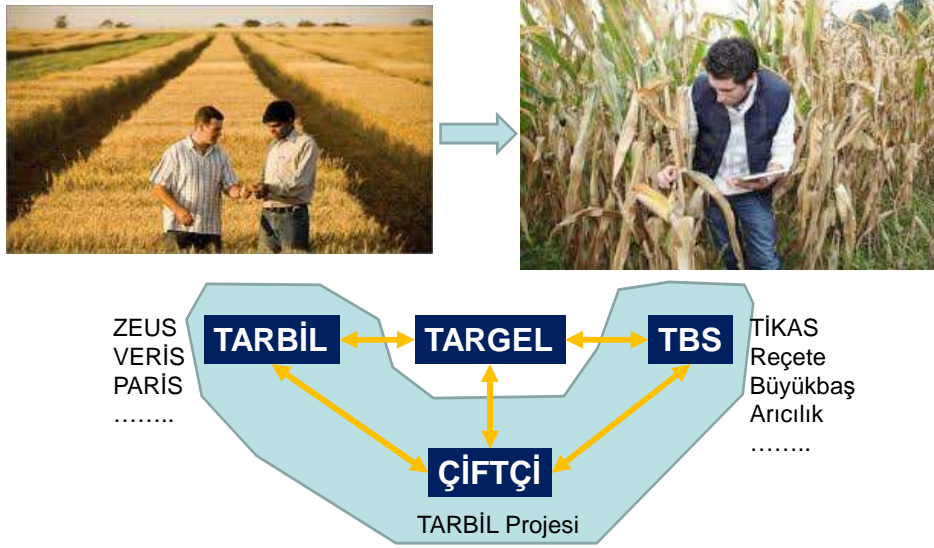 ZEUS
VERİS
PARİS
……..
TARBİL
TARGEL
TBS
TİKAS
Reçete
Büyükbaş
Arıcılık
……..
ÇİFTÇİ
TARBİL Projesi